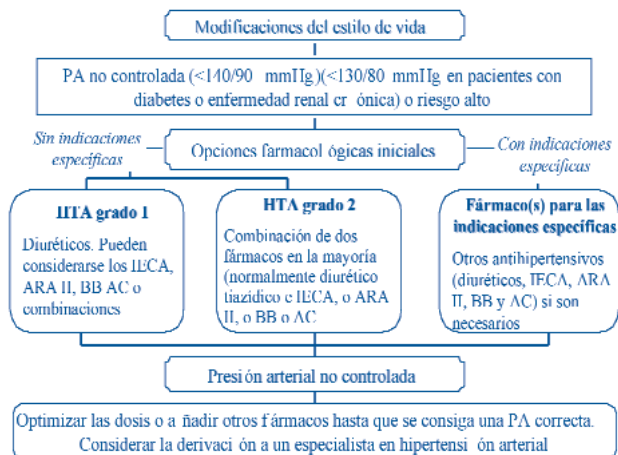 Modificaciones del estilo de vida
PA no controlada (<140/90 mmHg)(<130/80 mmHg en pacientes con
diabetes o enfermedad renal cr ónica) o riesgo alto
Sin indicaciones
específicas
Opciones farmacol ógicas iniciales
Con indicaciones
específicas
HTA grado 1
Diuréticos. Pueden
considerarse los IECA,
ARA II, BB AC o
combinaciones
HTA grado 2
Combinación de dos
fármacos en la mayoría
(normalmente diurético
tiazídico e IECA, o ARA
II, o BB o AC
Fármaco(s) para las
indicaciones específicas
Otros antihipertensivos
(diuréticos, IECA, ARA
II, BB y AC) si son
necesarios
Presión arterial no controlada
Optimizar las dosis o a ñadir otros f ármacos hasta que se consiga una PA correcta.
Considerar la derivaci ón a un especialista en hipertensi ón arterial